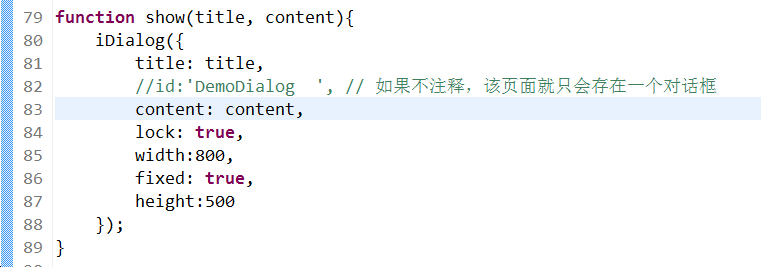 79 function show(title, content){
80     iDialog({
81         title: title,
82         //id:'DemoDialog  ', // 如果不注释，该页面就只会存在一个对话框
83         content: content,
84         lock: true,
85         width:800,
86         fixed: true,
87         height:500
88     });
89 }